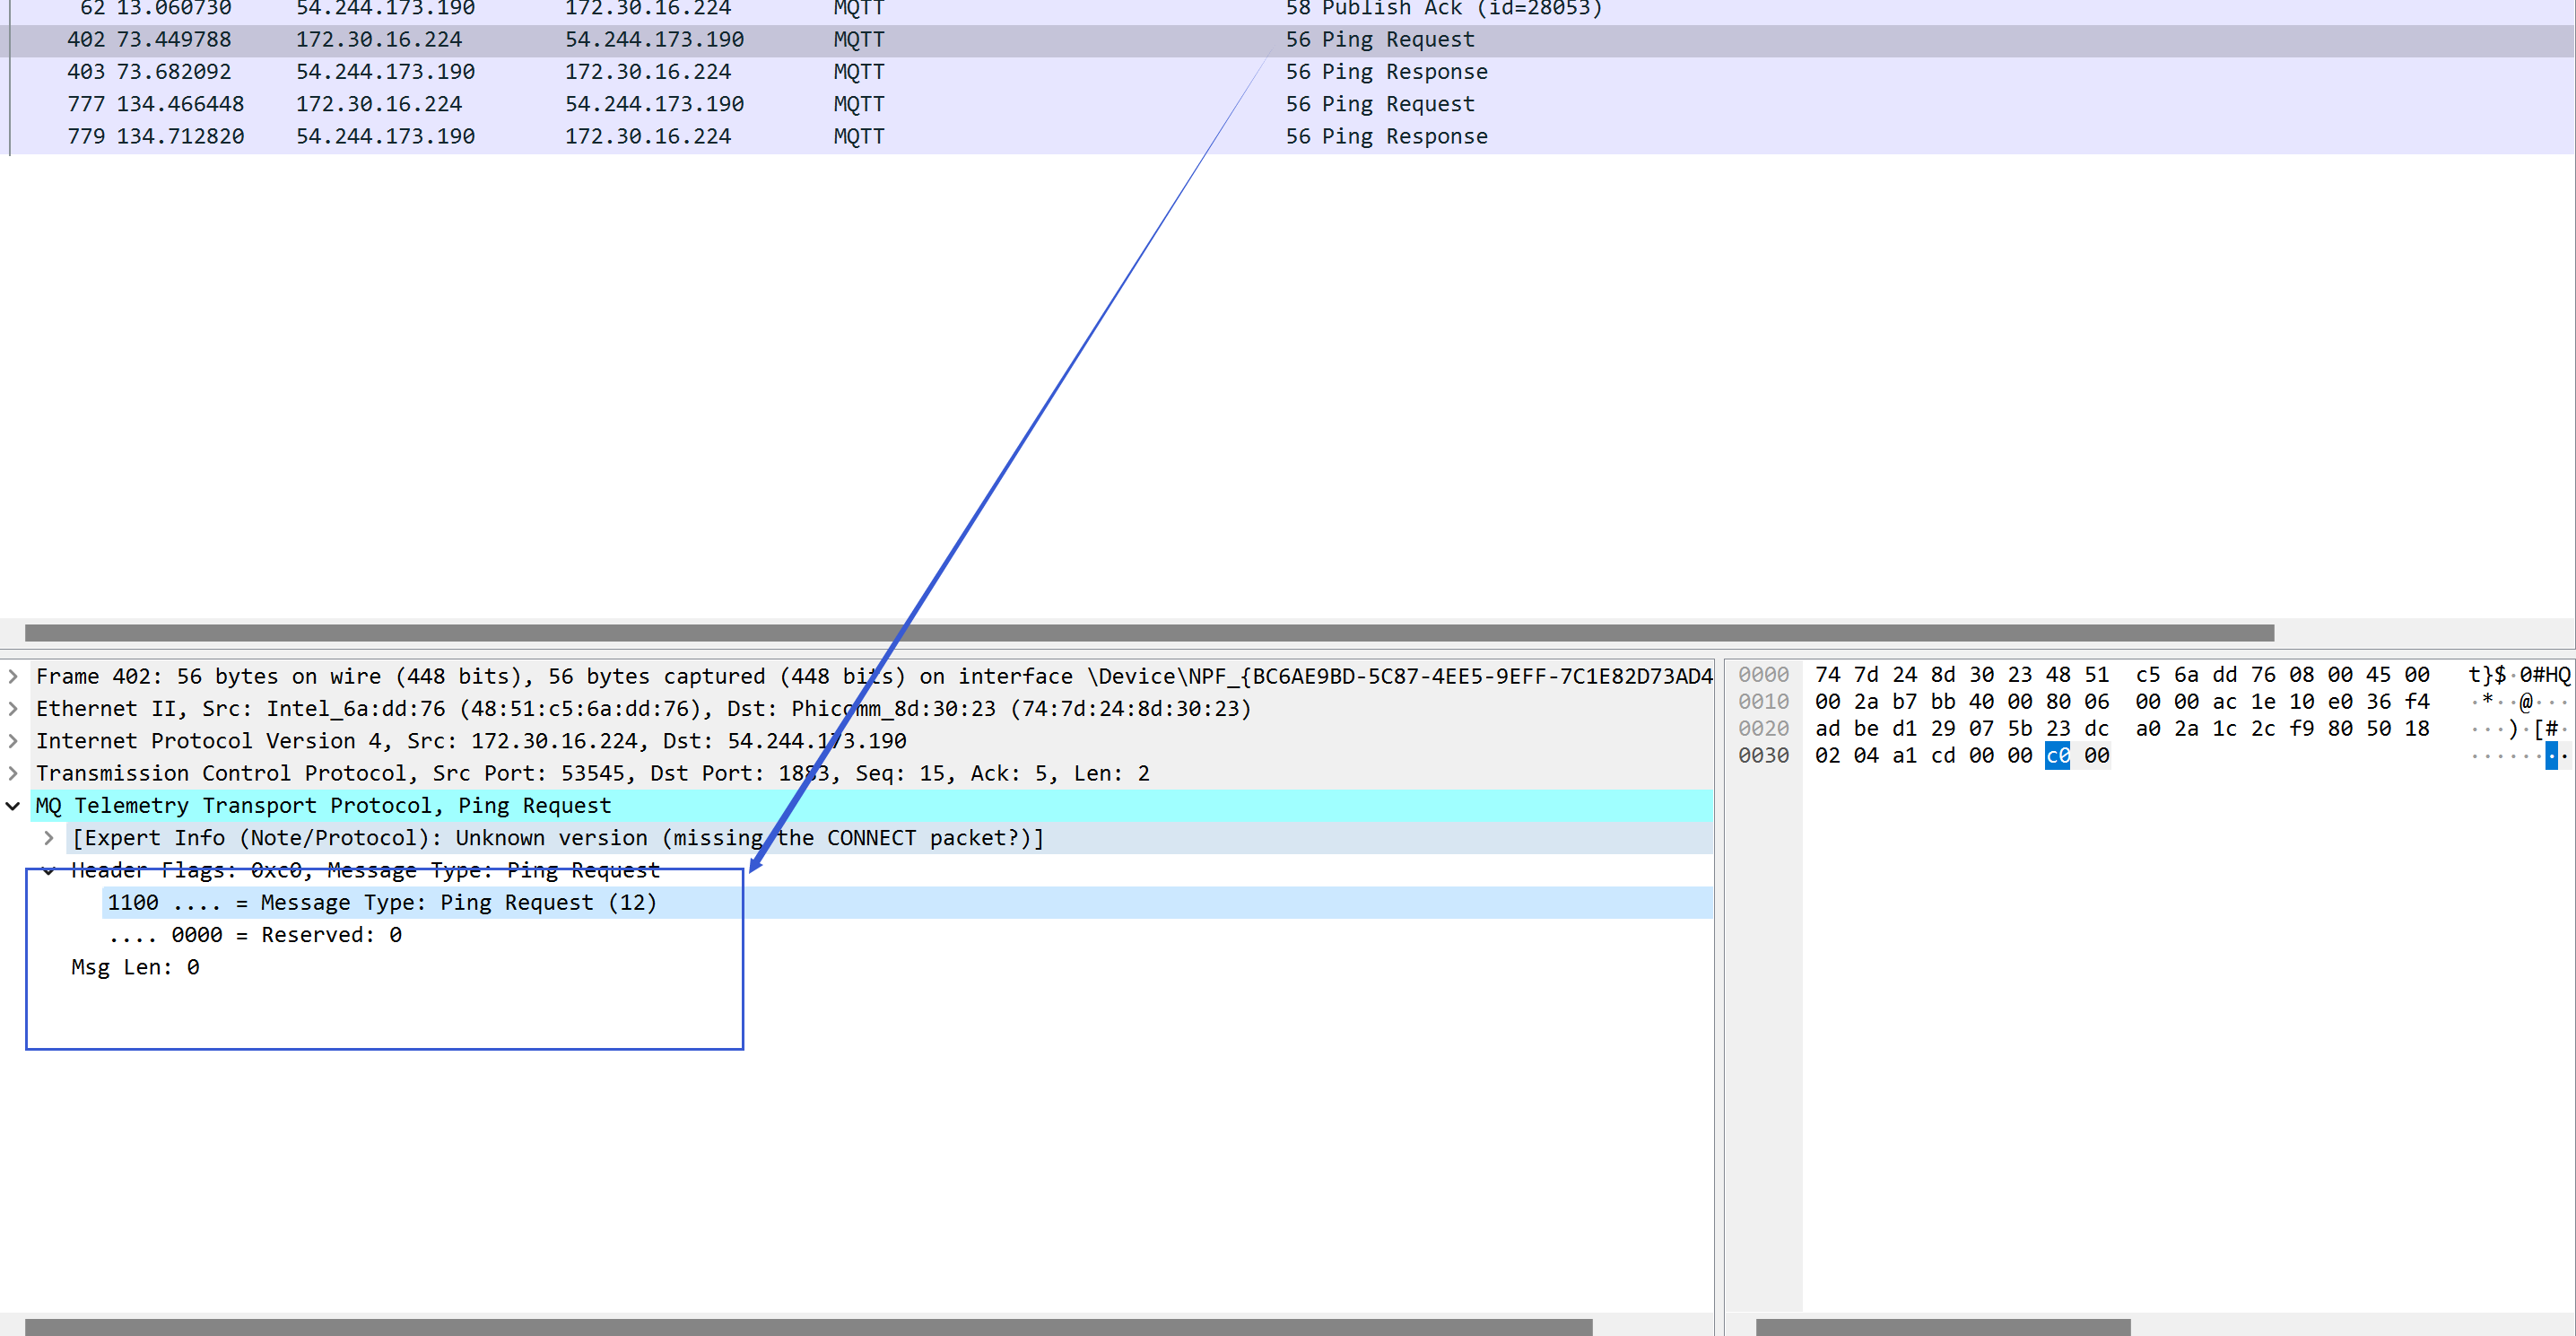 62 13.060730 54.244.173.190 172.30.16.224 MQTT 58 Publish Ack (id=28053)
402 73.449788 172.30.16.224 54.244.173.190 MQTT 56 Ping Request
403 73.682092 54.244.173.190 172.30.16.224 MQTT 56 Ping Response
777 134.466448 172.30.16.224 54.244.173.190 MQTT 56 Ping Request
779 134.712820 54.244.173.190 172.30.16.224 MQTT 56 Ping Response
Frame 402: 56 bytes on wire (448 bits), 56 bytes captured (448 bits) on interface \Device\NPF_{BC6AE9BD-5C87-4EE5-9EFF-7C1E82D73AD4
Ethernet II, Src: Intel_6a:dd:76 (48:51:c5:6a:dd:76), Dst: Phicomm_8d:30:23 (74:7d:24:8d:30:23)
Internet Protocol Version 4, Src: 172.30.16.224, Dst: 54.244.173.190
Transmission Control Protocol, Src Port: 53545, Dst Port: 1883, Seq: 15, Ack: 5, Len: 2
MQ Telemetry Transport Protocol, Ping Request
[Expert Info (Note/Protocol): Unknown version (missing the CONNECT packet?)]
Header Flags: 0xc0, Message Type: Ping Request
1100 .... = Message Type: Ping Request (12)
.... 0000 = Reserved: 0
Msg Len: 0
0000 74 7d 24 8d 30 23 48 51 c5 6a dd 76 08 00 45 00 t}$·0#HQ
0010 00 2a b7 bb 40 00 80 06 00 00 ac 1e 10 e0 36 f4 ·*··@···
0020 ad be d1 29 07 5b 23 dc a0 2a 1c 2c f9 80 50 18 ···)·[#·
0030 02 04 a1 cd 00 00 c0 00 ········